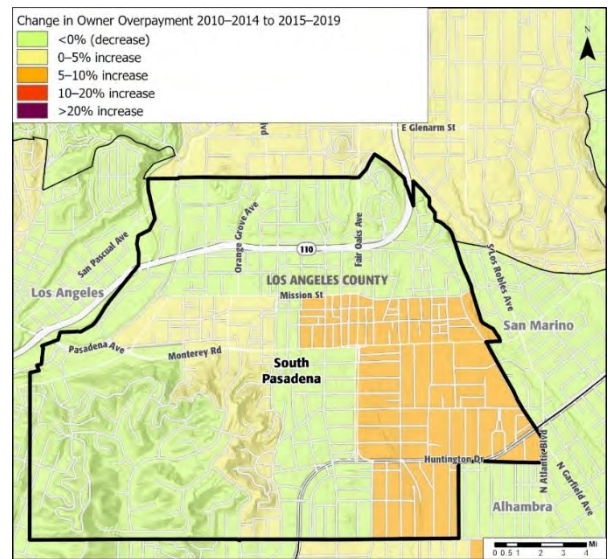 Change in Owner Overpayment 2010–2014 to 2015–2019
<0% (decrease)
0–5% increase
5–10% increase
10–20% increase
>20% increase
N
E Glenarm St
Orange Grove Ave
Fair Oaks Ave
San Pascual Ave
110
S Los Robles Ave
Los Angeles
LOS ANGELES COUNTY
Mission St
San Marino
Pasadena Ave
Monterey Rd
South
Pasadena
Huntington Dr
N Atlantic Blvd
N Garfield Ave
Alhambra
Mi
0 0.5 1 2 3 4